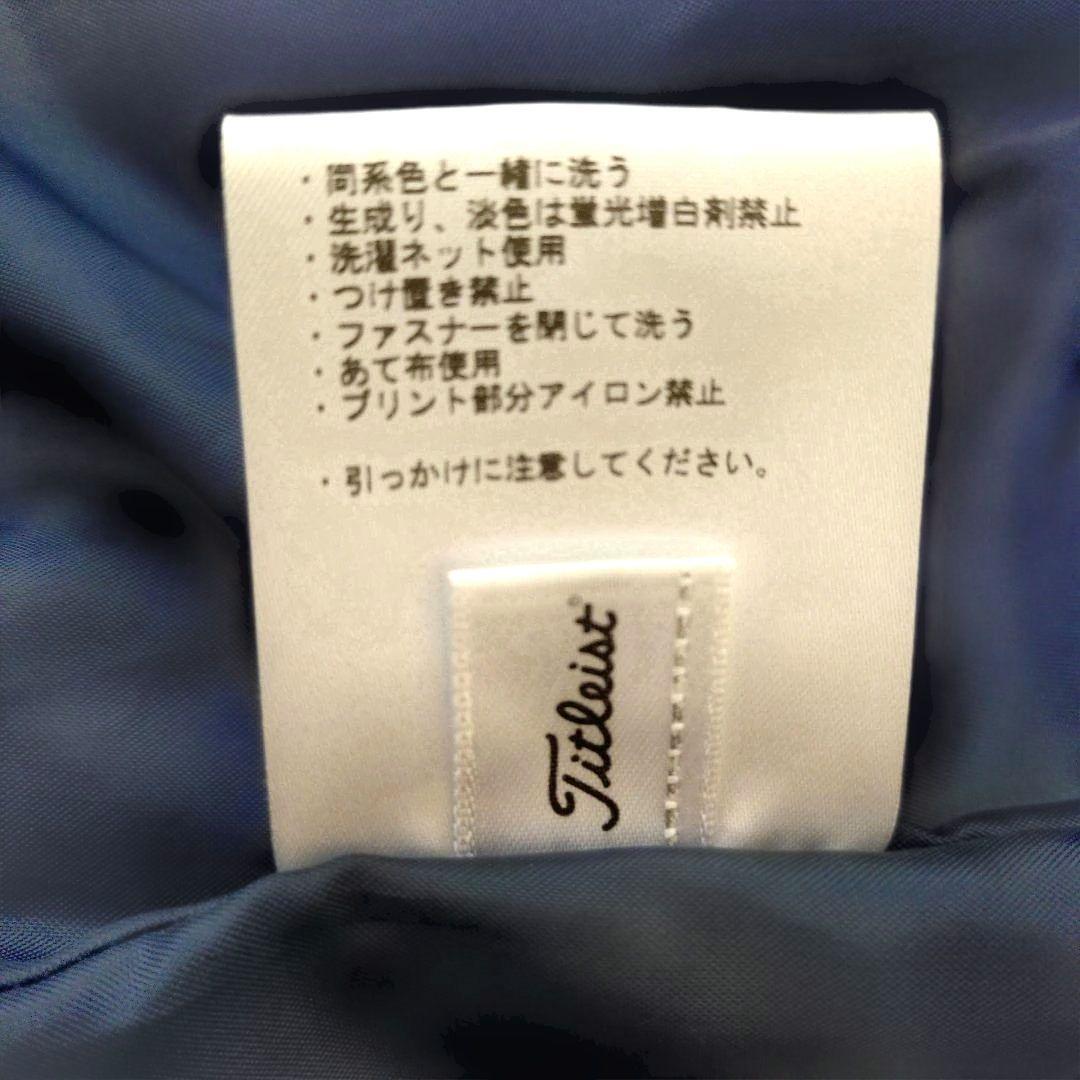 ・同系色と一緒に洗う
・生成り、淡色は蛍光増白剤禁止
・洗濯ネット使用
・つけ置き禁止
・ファスナーを閉じて洗う
・あて布使用
・プリント部分アイロン禁止
・引っかけに注意してください。
Titleist®